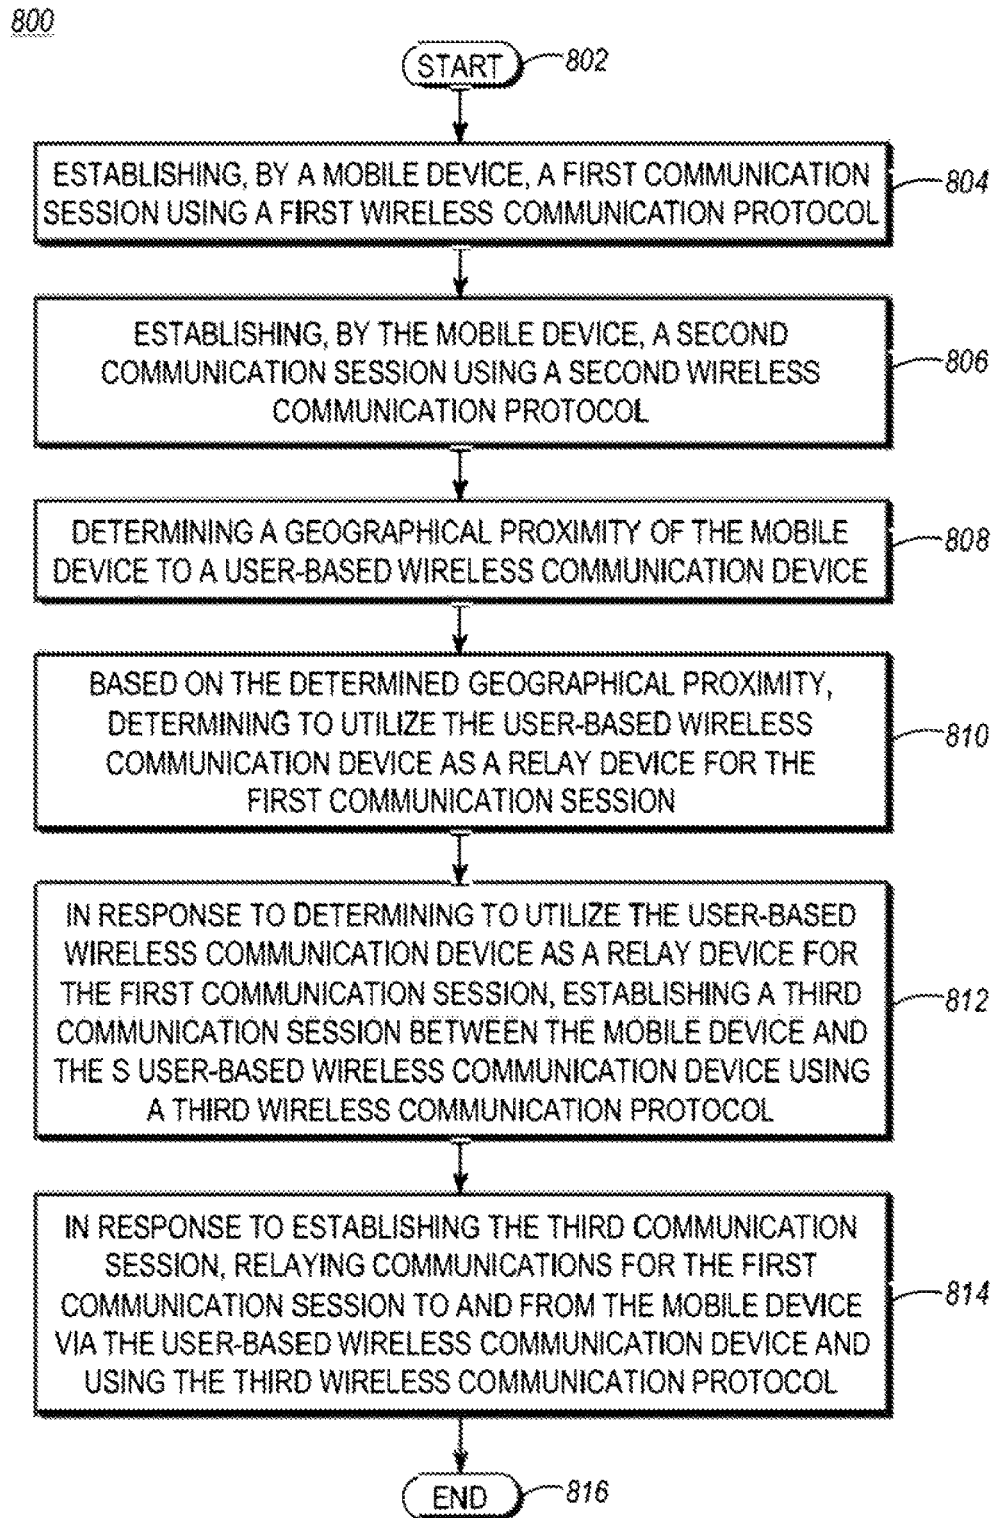 800
START
802
ESTABLISHING, BY A MOBILE DEVICE, A FIRST COMMUNICATION
SESSION USING A FIRST WIRELESS COMMUNICATION PROTOCOL
804
ESTABLISHING, BY THE MOBILE DEVICE, A SECOND
COMMUNICATION SESSION USING A SECOND WIRELESS
COMMUNICATION PROTOCOL
806
DETERMINING A GEOGRAPHICAL PROXIMITY OF THE MOBILE
DEVICE TO A USER-BASED WIRELESS COMMUNICATION DEVICE
808
BASED ON THE DETERMINED GEOGRAPHICAL PROXIMITY,
DETERMINING TO UTILIZE THE USER-BASED WIRELESS
COMMUNICATION DEVICE AS A RELAY DEVICE FOR THE
FIRST COMMUNICATION SESSION
810
IN RESPONSE TO DETERMINING TO UTILIZE THE USER-BASED
WIRELESS COMMUNICATION DEVICE AS A RELAY DEVICE FOR
THE FIRST COMMUNICATION SESSION, ESTABLISHING A THIRD
COMMUNICATION SESSION BETWEEN THE MOBILE DEVICE AND
THE S USER-BASED WIRELESS COMMUNICATION DEVICE USING
A THIRD WIRELESS COMMUNICATION PROTOCOL
812
IN RESPONSE TO ESTABLISHING THE THIRD COMMUNICATION
SESSION, RELAYING COMMUNICATIONS FOR THE FIRST
COMMUNICATION SESSION TO AND FROM THE MOBILE DEVICE
VIA THE USER-BASED WIRELESS COMMUNICATION DEVICE AND
USING THE THIRD WIRELESS COMMUNICATION PROTOCOL
814
END
816